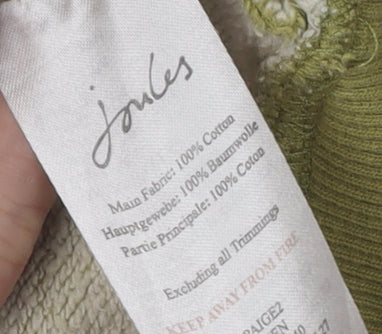 joules
Main Fabric: 100% Cotton
Hauptgewebe: 100% Baumwolle
Partie Principale: 100% Coton
Excluding all Trimmings
KEEP AWAY FROM FIRE